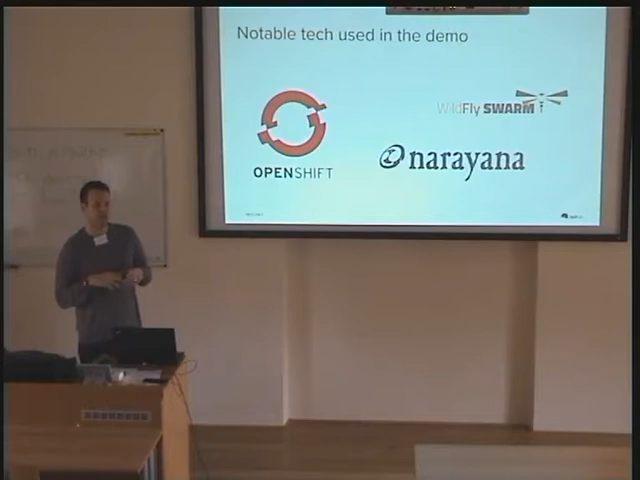 Notable tech used in the demo
WildFly SWARM
OPENSHIFT
narayana